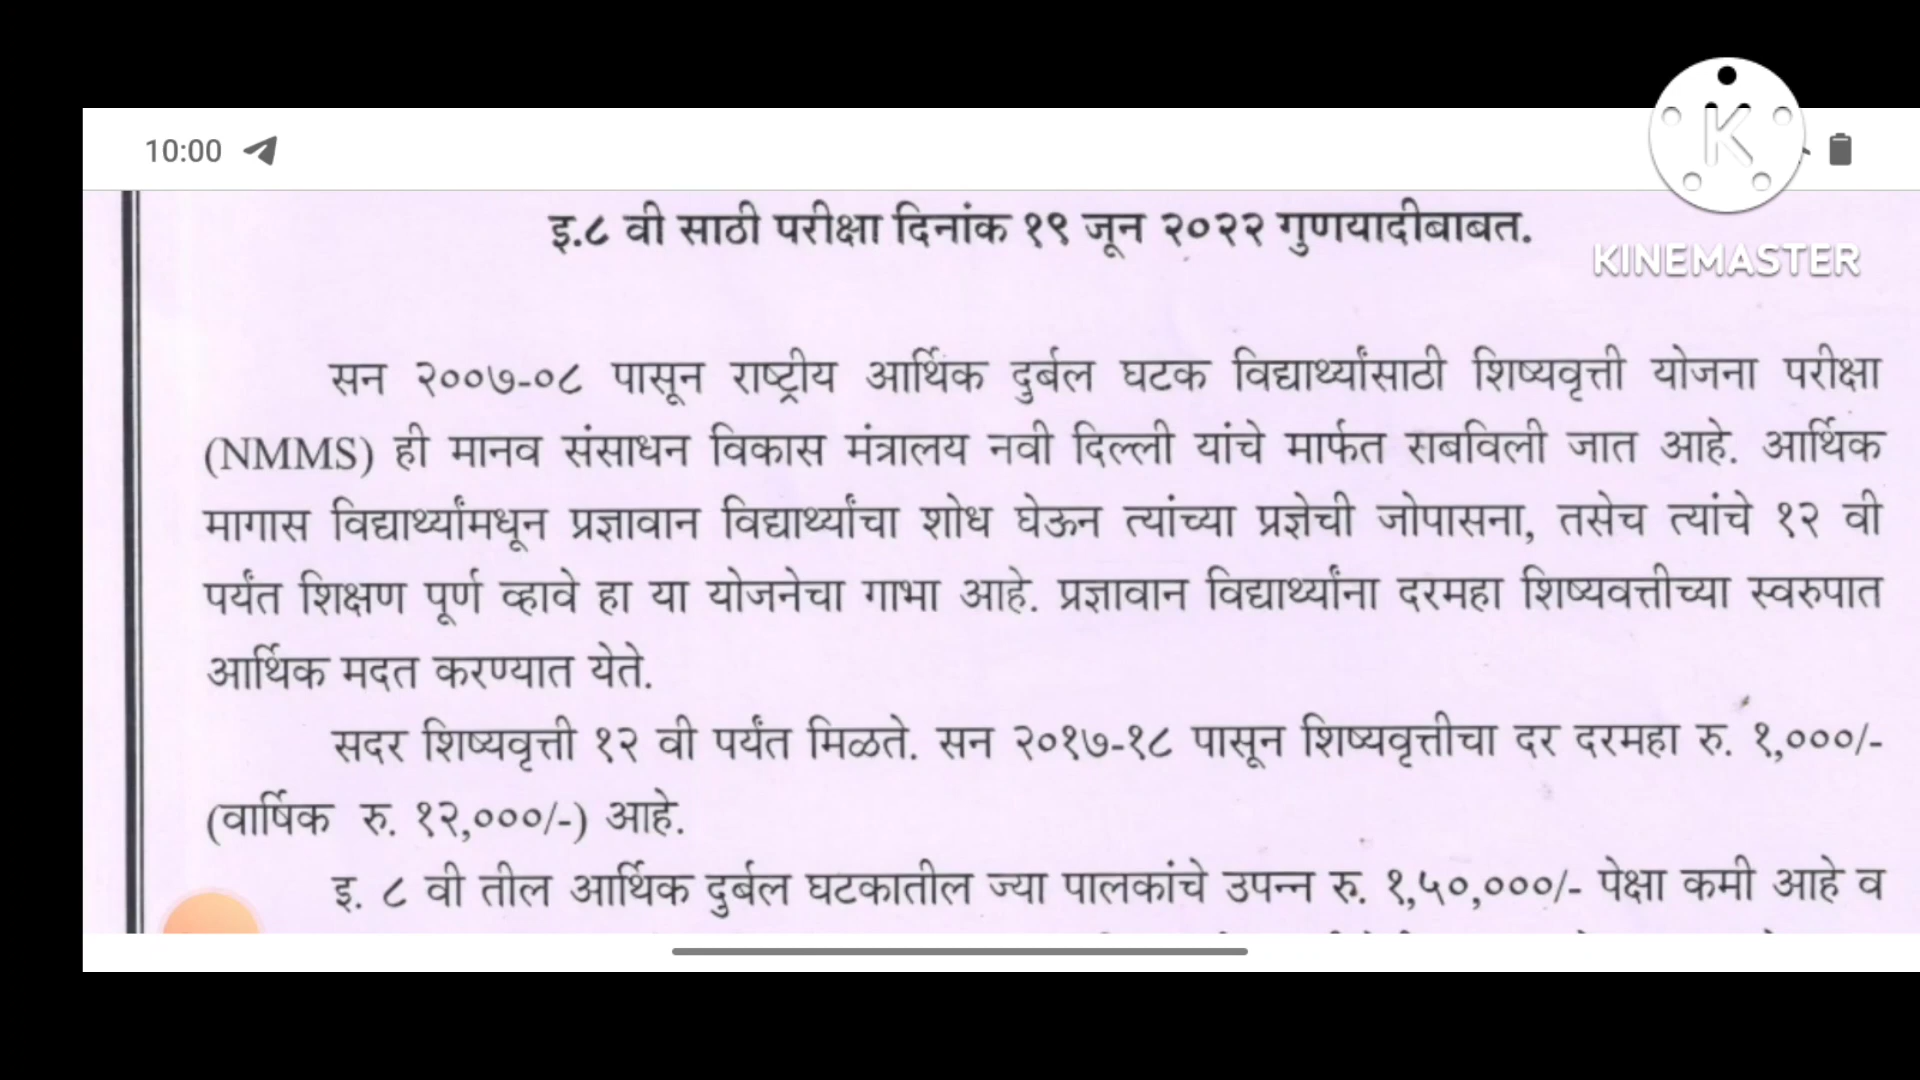 10:00
K
KINEMASTER
इ.८ वी साठी परीक्षा दिनांक १९ जून २०२२ गुणयादीबाबत.
सन २००७-०८ पासून राष्ट्रीय आर्थिक दुर्बल घटक विद्यार्थ्यांसाठी शिष्यवृत्ती योजना परीक्षा
(NMMS) ही मानव संसाधन विकास मंत्रालय नवी दिल्ली यांचे मार्फत राबविली जात आहे. आर्थिक
मागास विद्यार्थ्यांमधून प्रज्ञावान विद्यार्थ्यांचा शोध घेऊन त्यांच्या प्रज्ञेची जोपासना, तसेच त्यांचे १२ वी
पर्यंत शिक्षण पूर्ण व्हावे हा या योजनेचा गाभा आहे. प्रज्ञावान विद्यार्थ्यांना दरमहा शिष्यवत्तीच्या स्वरुपात
आर्थिक मदत करण्यात येते.
सदर शिष्यवृत्ती १२ वी पर्यंत मिळते. सन २०१७-१८ पासून शिष्यवृत्तीचा दर दरमहा रु. १,०००/-
(वार्षिक रु. १२,०००/-) आहे.
इ. ८ वी तील आर्थिक दुर्बल घटकातील ज्या पालकांचे उपन्न रु. १,५०,०००/- पेक्षा कमी आहे व